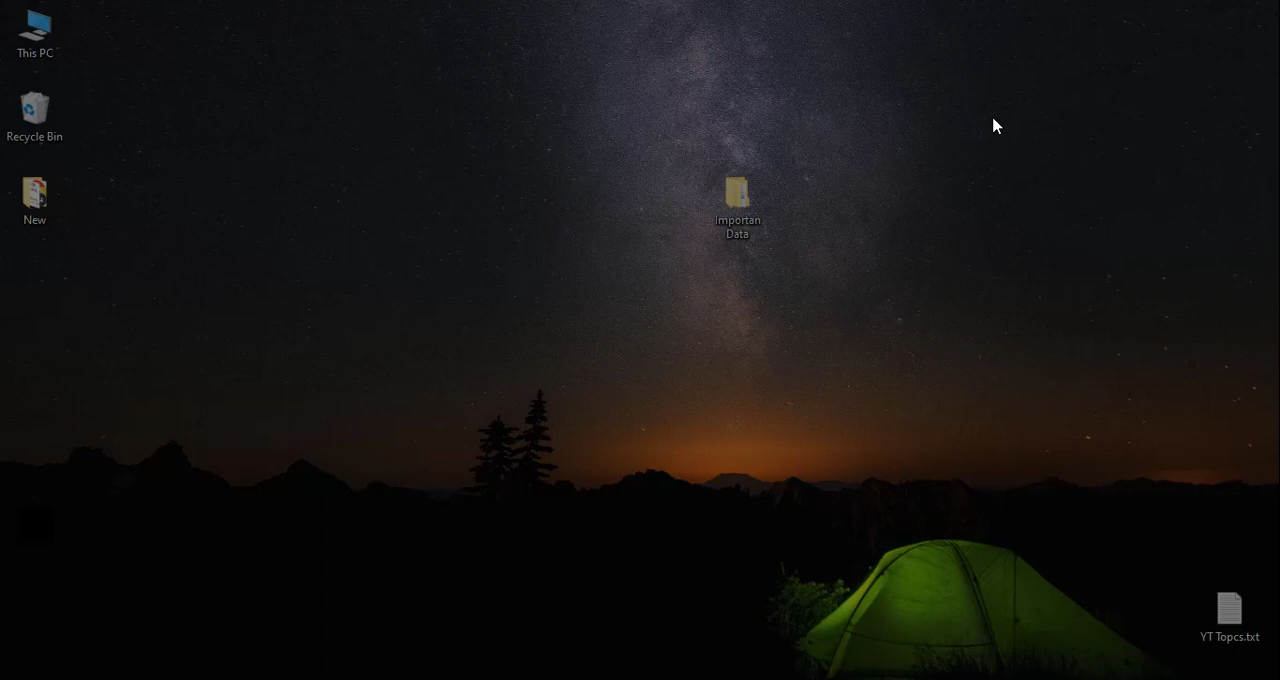 This PC
Recycle Bin
New
Importan
Data
YT Topcs.txt